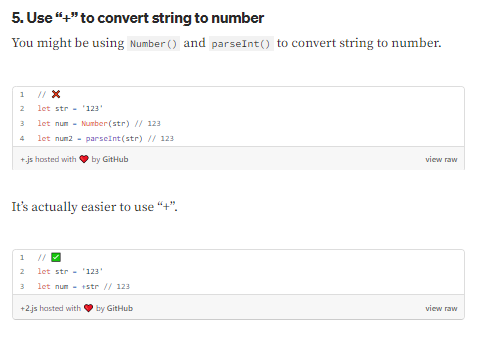 5. Use “+” to convert string to number
You might be using Number() and parseInt() to convert string to number.
1 // ❌
2 let str = '123'
3 let num = Number(str) // 123
4 let num2 = parseInt(str) // 123
+.js hosted with ❤ by GitHub view raw
It’s actually easier to use “+”.
1 // ✅
2 let str = '123'
3 let num = +str // 123
+2.js hosted with ❤ by GitHub view raw